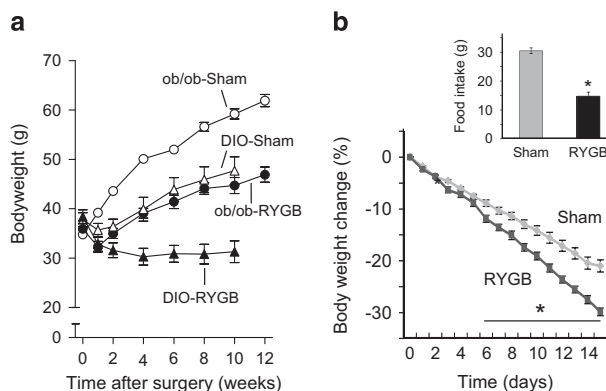 a
70
60
50
40
30
0
Bodyweight (g)
ob/ob-Sham
DIO-Sham
ob/ob-RYGB
DIO-RYGB
0 2 4 6 8 10 12
Time after surgery (weeks)
b
Food intake (g)
30
20
10
0
*
Sham RYGB
Body weight change (%)
0
-10
-20
-30
Sham
RYGB
*
0 2 4 6 8 10 12 14
Time (days)